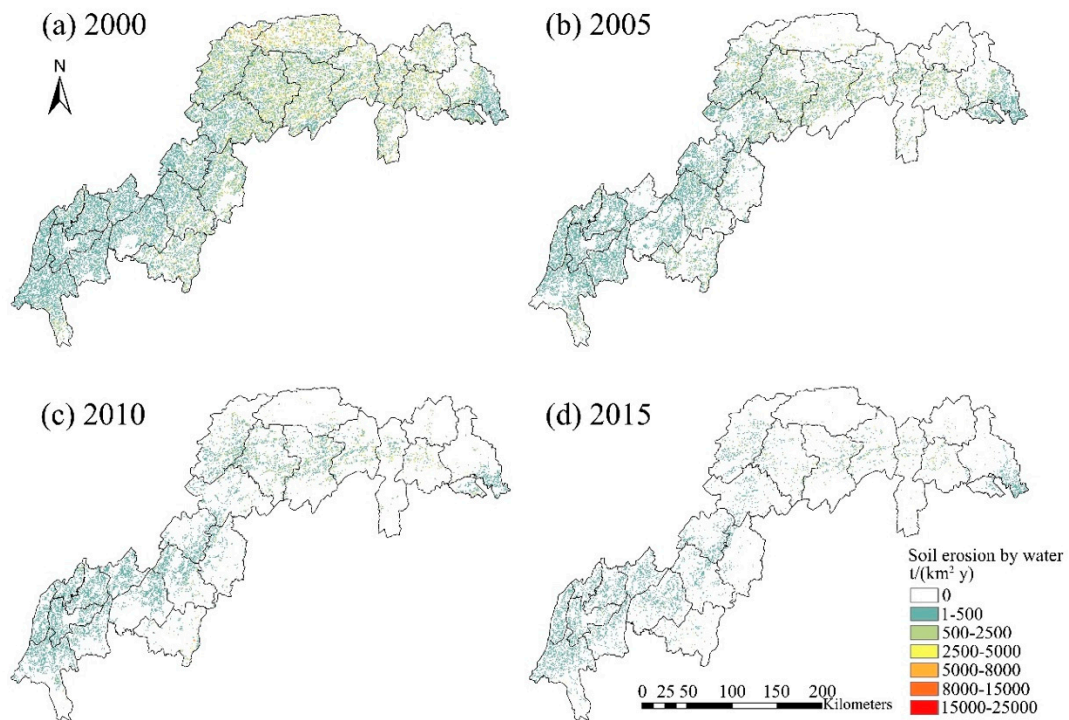 (a) 2000
(b) 2005
N
(c) 2010
(d) 2015
Soil erosion by water
t/(km² y)
0
1-500
500-2500
2500-5000
5000-8000
8000-15000
15000-25000
0 25 50 100 150 200
Kilometers